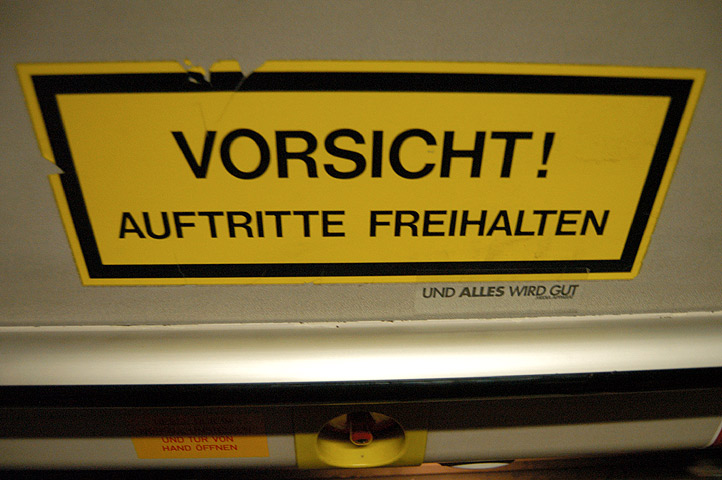 VORSICHT!
AUFTRITTE FREIHALTEN
UND ALLES WIRD GUT
UND TÜR VON
HAND ÖFFNEN